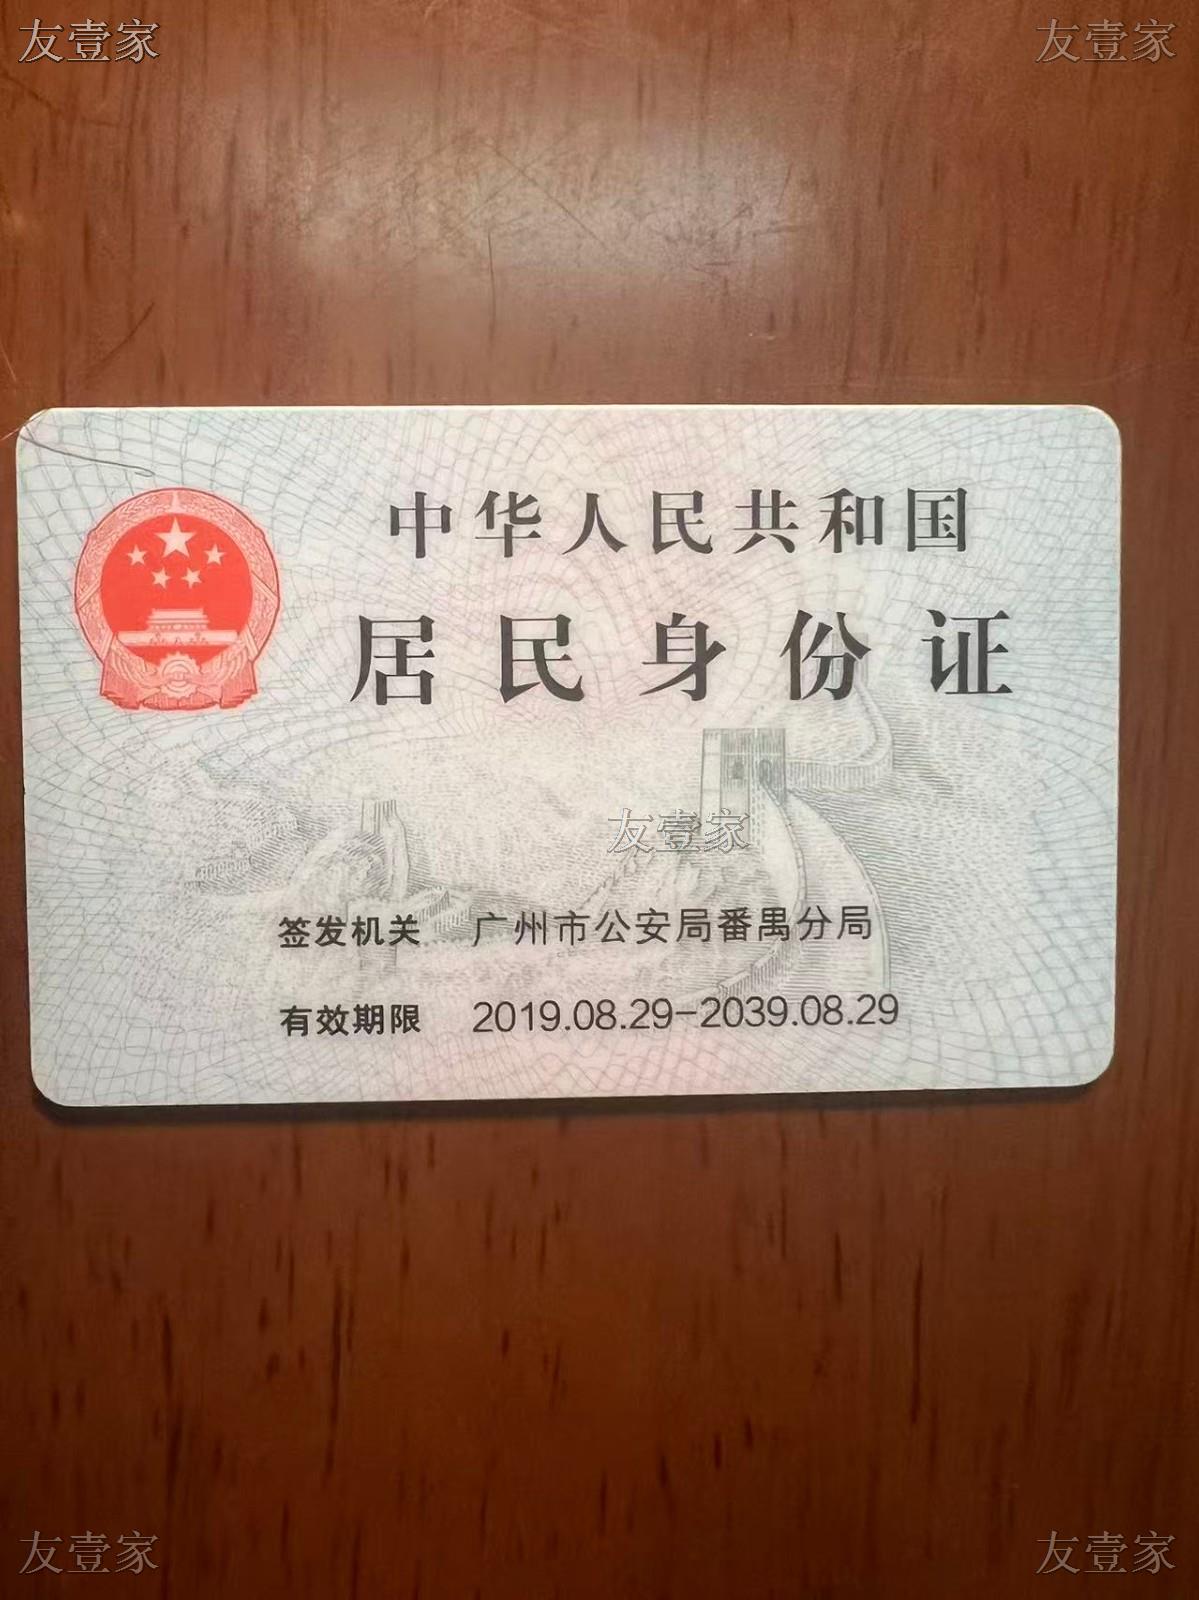 友壹家 友壹家
中华人民共和国
居民身份证
友壹家
签发机关 广州市公安局番禺分局
有效期限 2019.08.29-2039.08.29
友壹家 友壹家